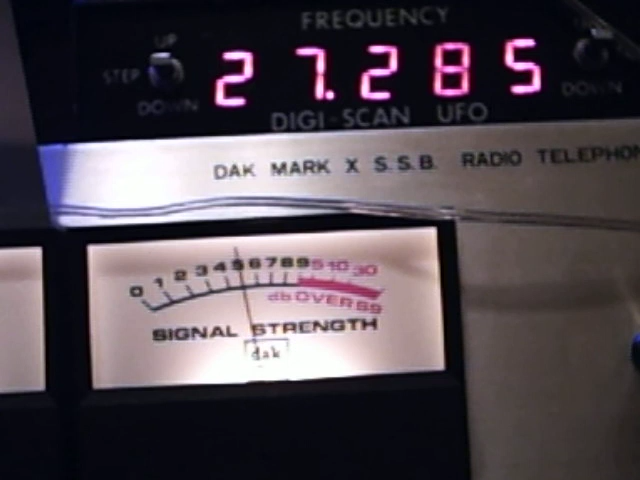 FREQUENCY
UP
STEP
DOWN
27.285
DOWN
DIGI-SCAN UFO
DAK MARK X S.S.B. RADIO TELEPHON
0 1 2 3 4 5 6 7 8 9 5 10 30
db OVER S9
SIGNAL STRENGTH
dak